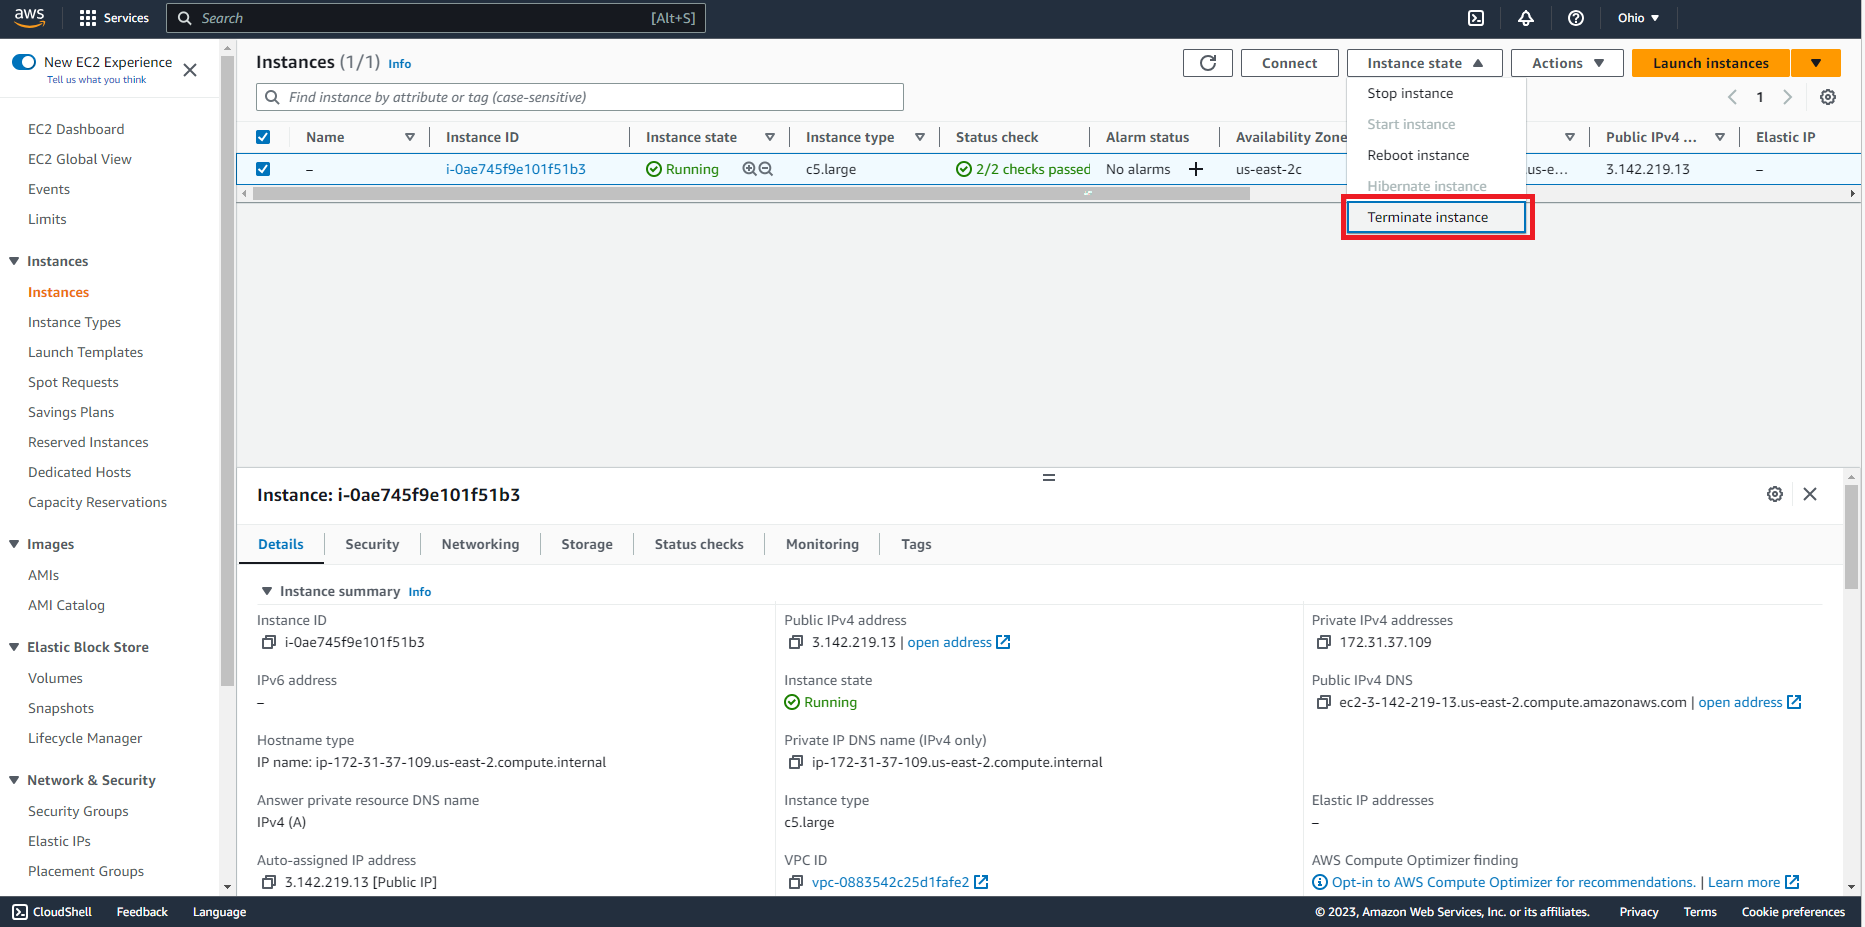 aws Services Search [Alt+S] Ohio
New EC2 Experience
Tell us what you think
EC2 Dashboard
EC2 Global View
Events
Limits
Instances
Instances
Instance Types
Launch Templates
Spot Requests
Savings Plans
Reserved Instances
Dedicated Hosts
Capacity Reservations
Images
AMIs
AMI Catalog
Elastic Block Store
Volumes
Snapshots
Lifecycle Manager
Network & Security
Security Groups
Elastic IPs
Placement Groups
Instances (1/1) Info Connect Instance state Actions Launch instances
Find instance by attribute or tag (case-sensitive) 1
Stop instance
Start instance
Reboot instance
Hibernate instance
Terminate instance
Name Instance ID Instance state Instance type Status check Alarm status Availability Zone Public IPv4 ... Elastic IP
– i-0ae745f9e101f51b3 Running c5.large 2/2 checks passed No alarms + us-east-2c us-e... 3.142.219.13 –
Instance: i-0ae745f9e101f51b3
Details Security Networking Storage Status checks Monitoring Tags
Instance summary Info
Instance ID
i-0ae745f9e101f51b3
Public IPv4 address
3.142.219.13 | open address
Private IPv4 addresses
172.31.37.109
IPv6 address
–
Instance state
Running
Public IPv4 DNS
ec2-3-142-219-13.us-east-2.compute.amazonaws.com | open address
Hostname type
IP name: ip-172-31-37-109.us-east-2.compute.internal
Private IP DNS name (IPv4 only)
ip-172-31-37-109.us-east-2.compute.internal
Answer private resource DNS name
IPv4 (A)
Instance type
c5.large
Elastic IP addresses
–
Auto-assigned IP address
3.142.219.13 [Public IP]
VPC ID
vpc-0883542c25d1fafe2
AWS Compute Optimizer finding
Opt-in to AWS Compute Optimizer for recommendations. | Learn more
CloudShell Feedback Language © 2023, Amazon Web Services, Inc. or its affiliates. Privacy Terms Cookie preferences